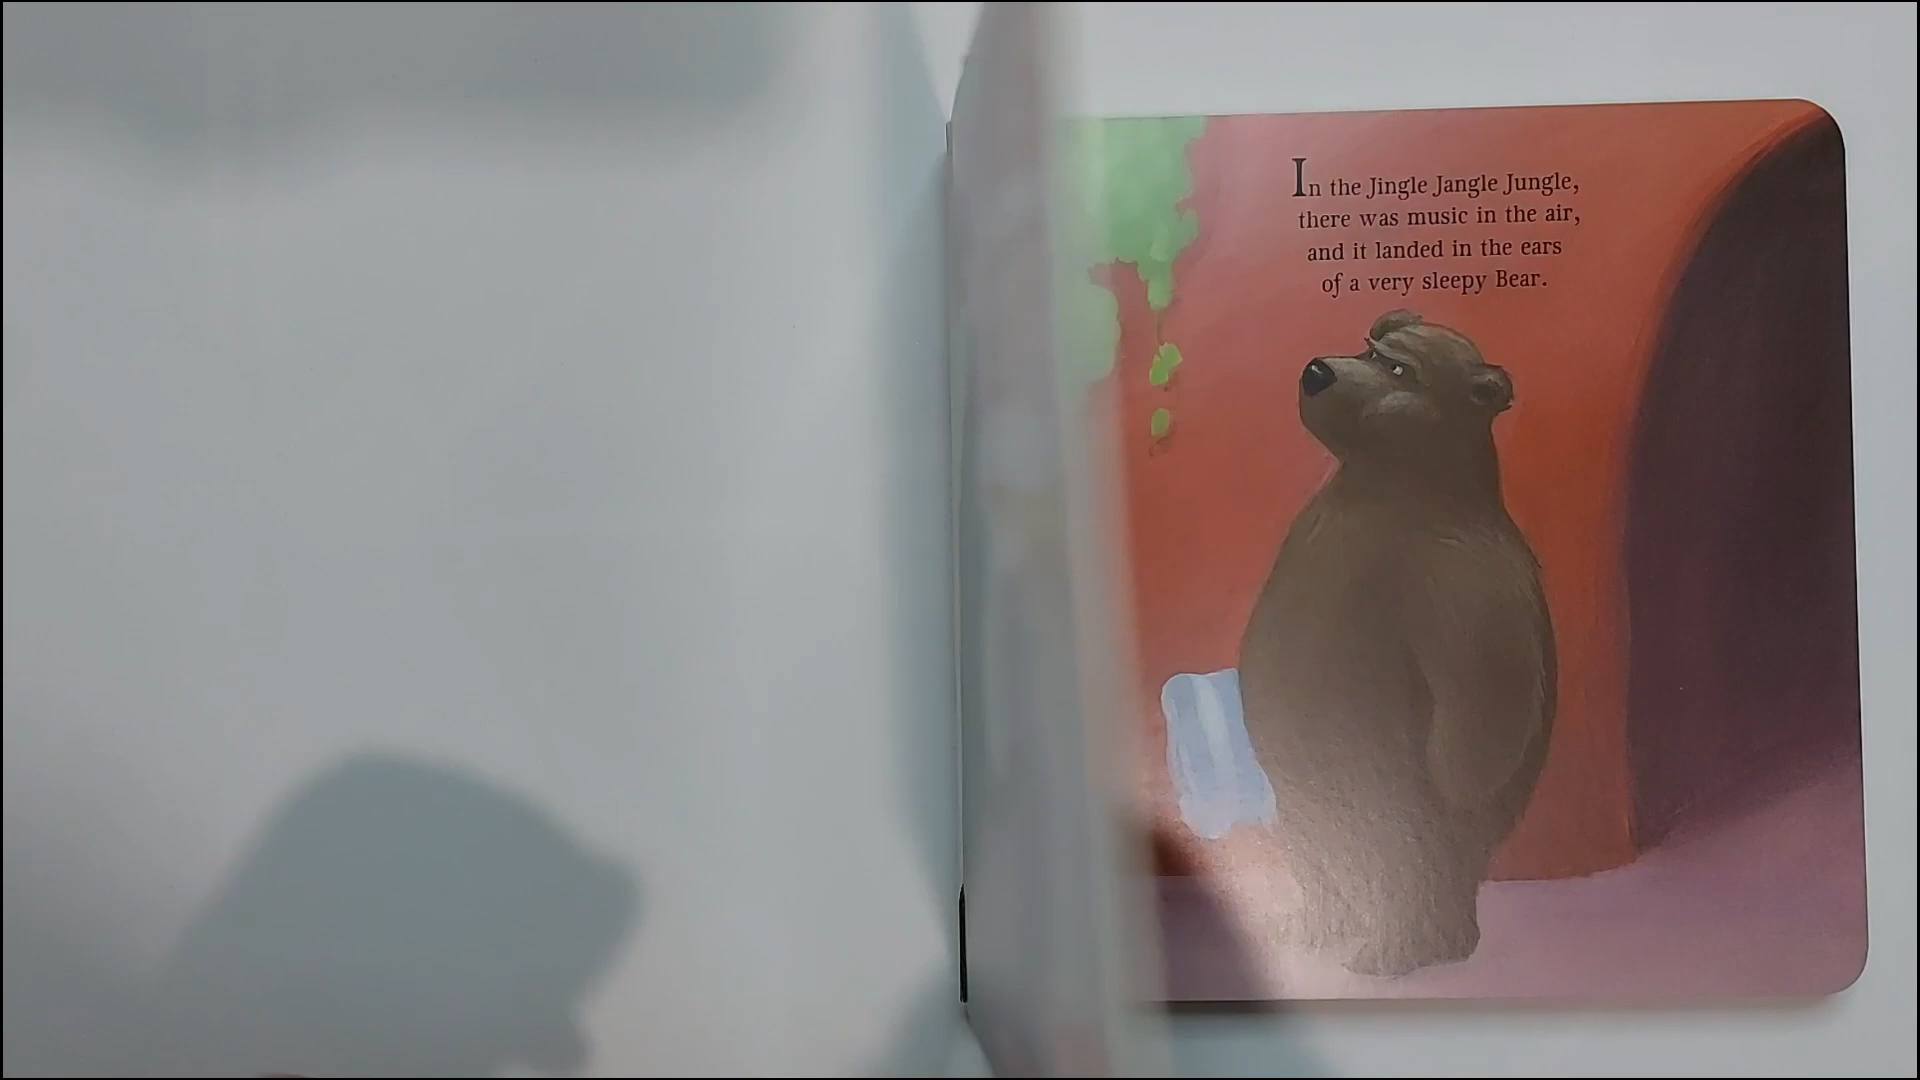 In the Jingle Jangle Jungle,
there was music in the air,
and it landed in the ears
of a very sleepy Bear.